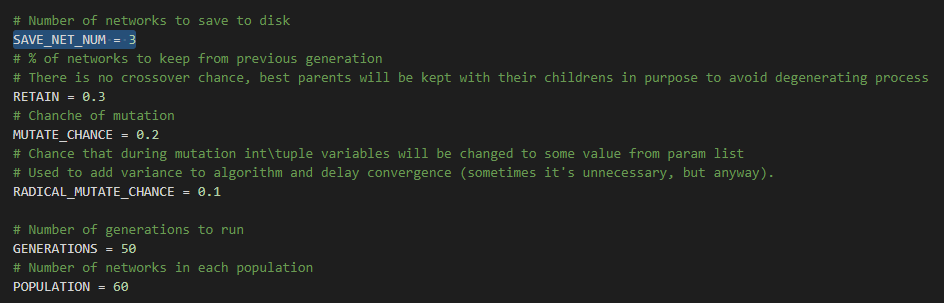 # Number of networks to save to disk
SAVE_NET_NUM = 3
# % of networks to keep from previous generation
# There is no crossover chance, best parents will be kept with their childrens in purpose to avoid degenerating process
RETAIN = 0.3
# Chanche of mutation
MUTATE_CHANCE = 0.2
# Chance that during mutation int\tuple variables will be changed to some value from param list
# Used to add variance to algorithm and delay convergence (sometimes it's unnecessary, but anyway).
RADICAL_MUTATE_CHANCE = 0.1
# Number of generations to run
GENERATIONS = 50
# Number of networks in each population
POPULATION = 60